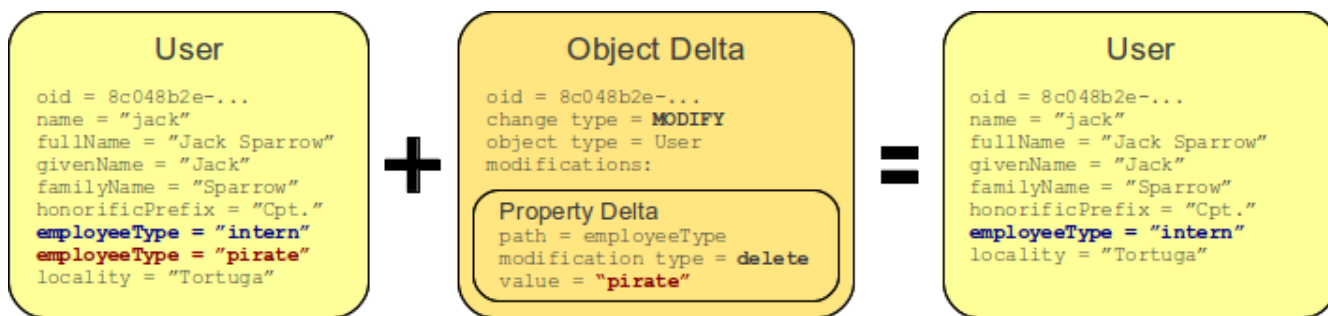 User
oid = 8c048b2e-...
name = "jack"
fullName = "Jack Sparrow"
givenName = "Jack"
familyName = "Sparrow"
honorificPrefix = "Cpt."
employeeType = "intern"
employeeType = "pirate"
locality = "Tortuga"
+
Object Delta
oid = 8c048b2e-...
change type = MODIFY
object type = User
modifications:
Property Delta
path = employeeType
modification type = delete
value = "pirate"
=
User
oid = 8c048b2e-...
name = "jack"
fullName = "Jack Sparrow"
givenName = "Jack"
familyName = "Sparrow"
honorificPrefix = "Cpt."
employeeType = "intern"
locality = "Tortuga"